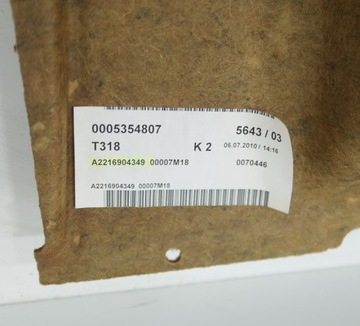 0005354807 5643 / 03
T318 K 2 06.07.2010 / 14:16
A2216904349 00007M18 0070446
A2216904349 00007M18